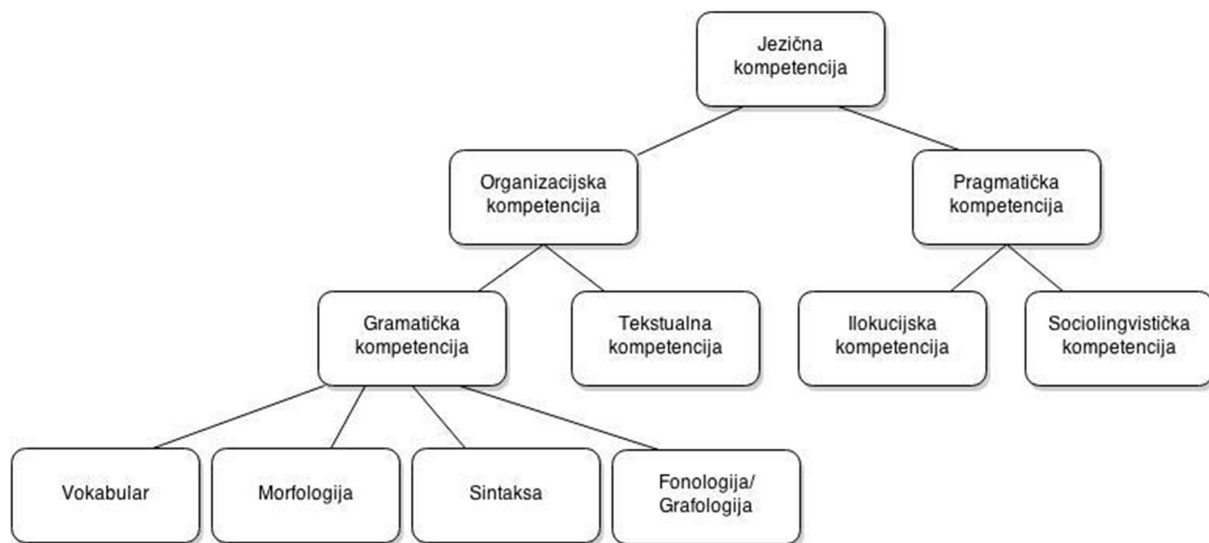 Jezična
kompetencija
Organizacijska
kompetencija
Pragmatička
kompetencija
Gramatička
kompetencija
Tekstualna
kompetencija
Ilokucijska
kompetencija
Sociolingvistička
kompetencija
Vokabular
Morfologija
Sintaksa
Fonologija/
Grafologija